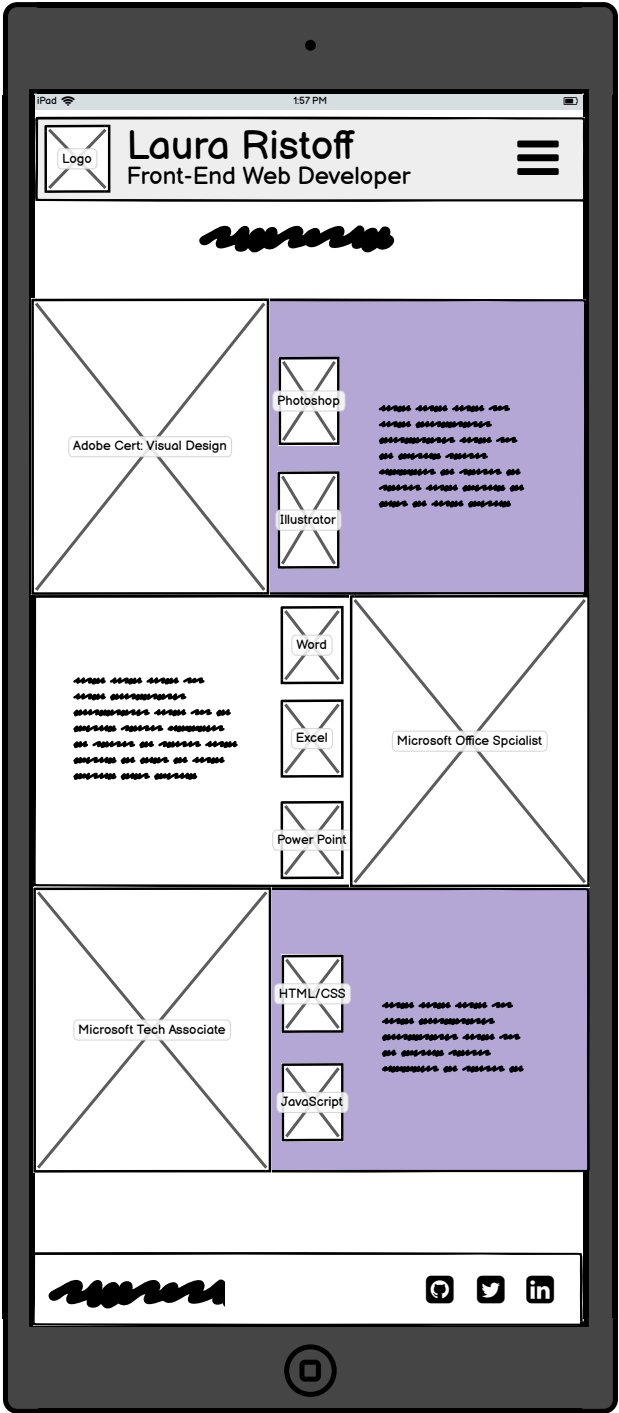 iPad
1:57 PM
Logo
Laura Ristoff
Front-End Web Developer
Adobe Cert: Visual Design
Photoshop
Illustrator
Word
Excel
Power Point
Microsoft Office Spcialist
Microsoft Tech Associate
HTML/CSS
JavaScript
in